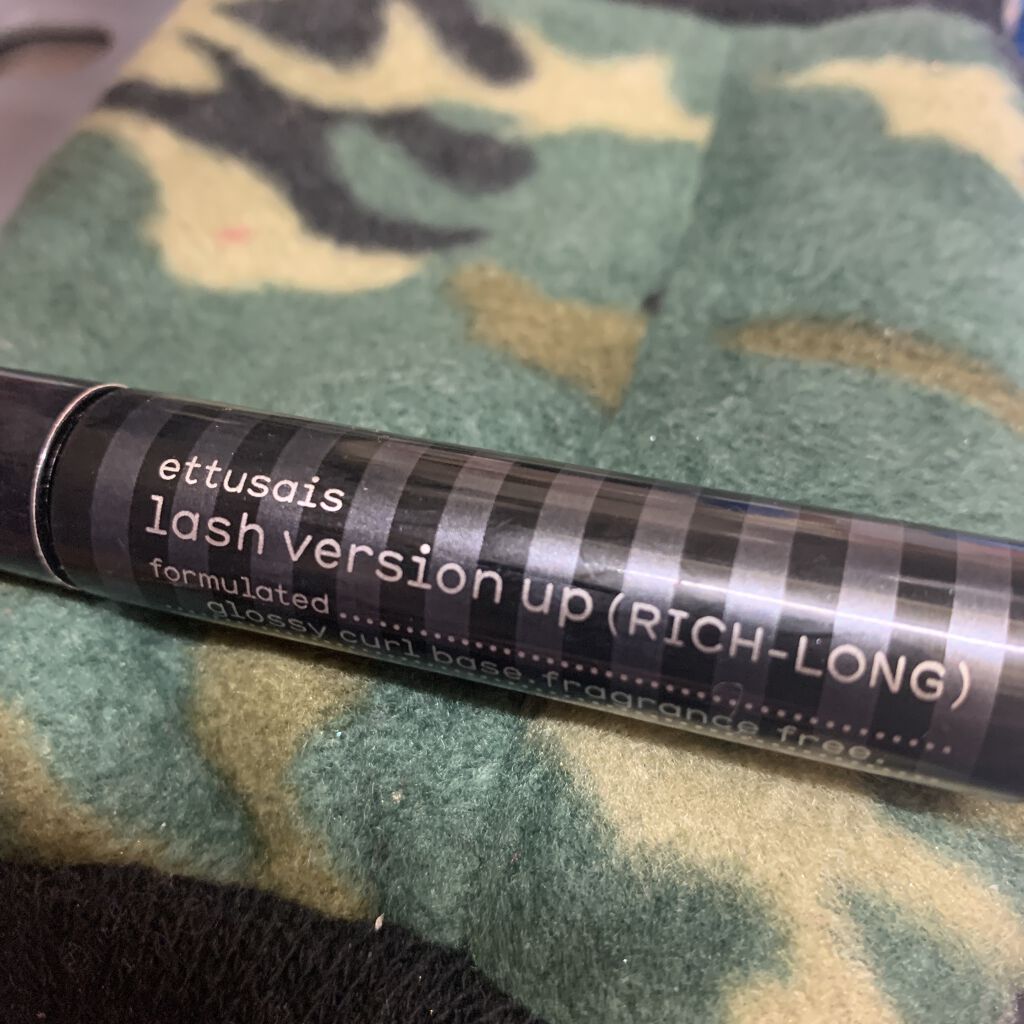 ettusais
lash version up (RICH-LONG)
formulated
glossy curl base.fragrance free.